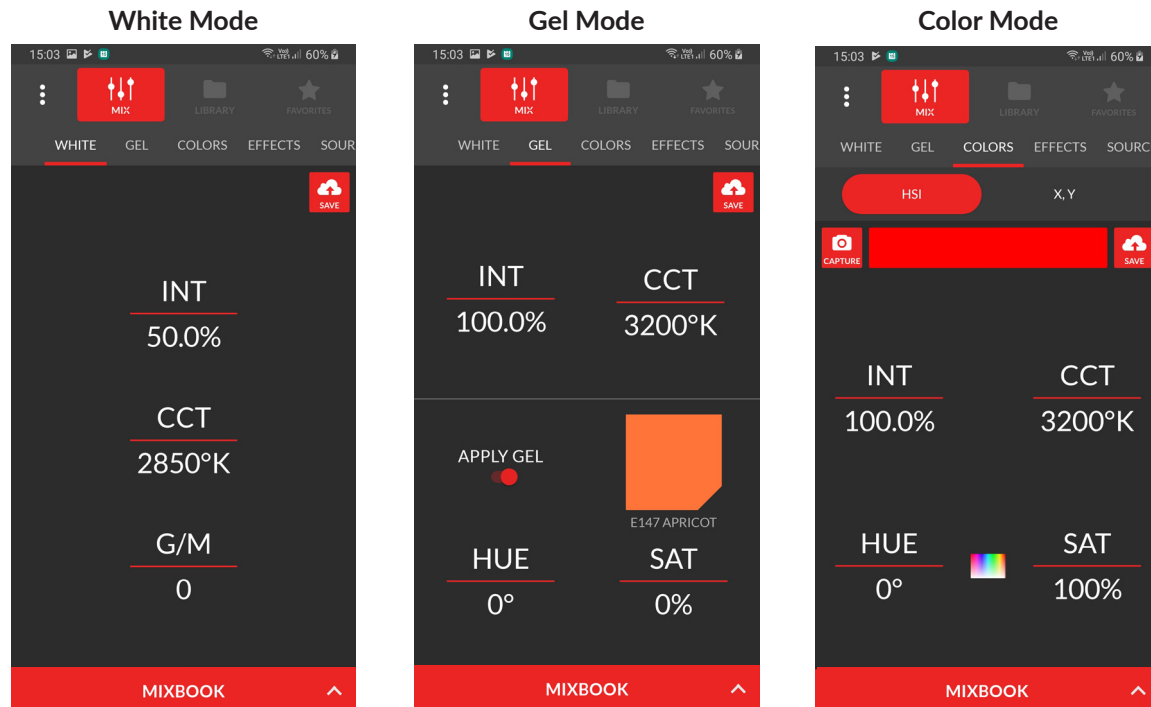 White Mode
15:03 60%
MIX LIBRARY FAVORITES
WHITE GEL COLORS EFFECTS SOUR
SAVE
INT
50.0%
CCT
2850°K
G/M
0
MIXBOOK
Gel Mode
15:03 60%
MIX LIBRARY FAVORITES
WHITE GEL COLORS EFFECTS SOUR
SAVE
INT CCT
100.0% 3200°K
APPLY GEL
E147 APRICOT
HUE SAT
0° 0%
MIXBOOK
Color Mode
15:03 60%
MIX LIBRARY FAVORITES
WHITE GEL COLORS EFFECTS SOURC
HSI X, Y
CAPTURE SAVE
INT CCT
100.0% 3200°K
HUE SAT
0° 100%
MIXBOOK